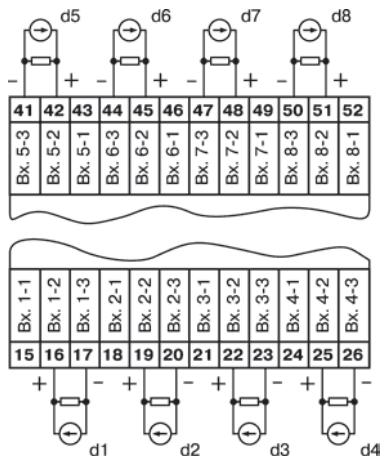 d5 d6 d7 d8
– + – + – + – +
41 42 43 44 45 46 47 48 49 50 51 52
Вх. 5-3 Вх. 5-2 Вх. 5-1 Вх. 6-3 Вх. 6-2 Вх. 6-1 Вх. 7-3 Вх. 7-2 Вх. 7-1 Вх. 8-3 Вх. 8-2 Вх. 8-1
Вх. 1-1 Вх. 1-2 Вх. 1-3 Вх. 2-1 Вх. 2-2 Вх. 2-3 Вх. 3-1 Вх. 3-2 Вх. 3-3 Вх. 4-1 Вх. 4-2 Вх. 4-3
15 16 17 18 19 20 21 22 23 24 25 26
+ – + – + – + –
d1 d2 d3 d4